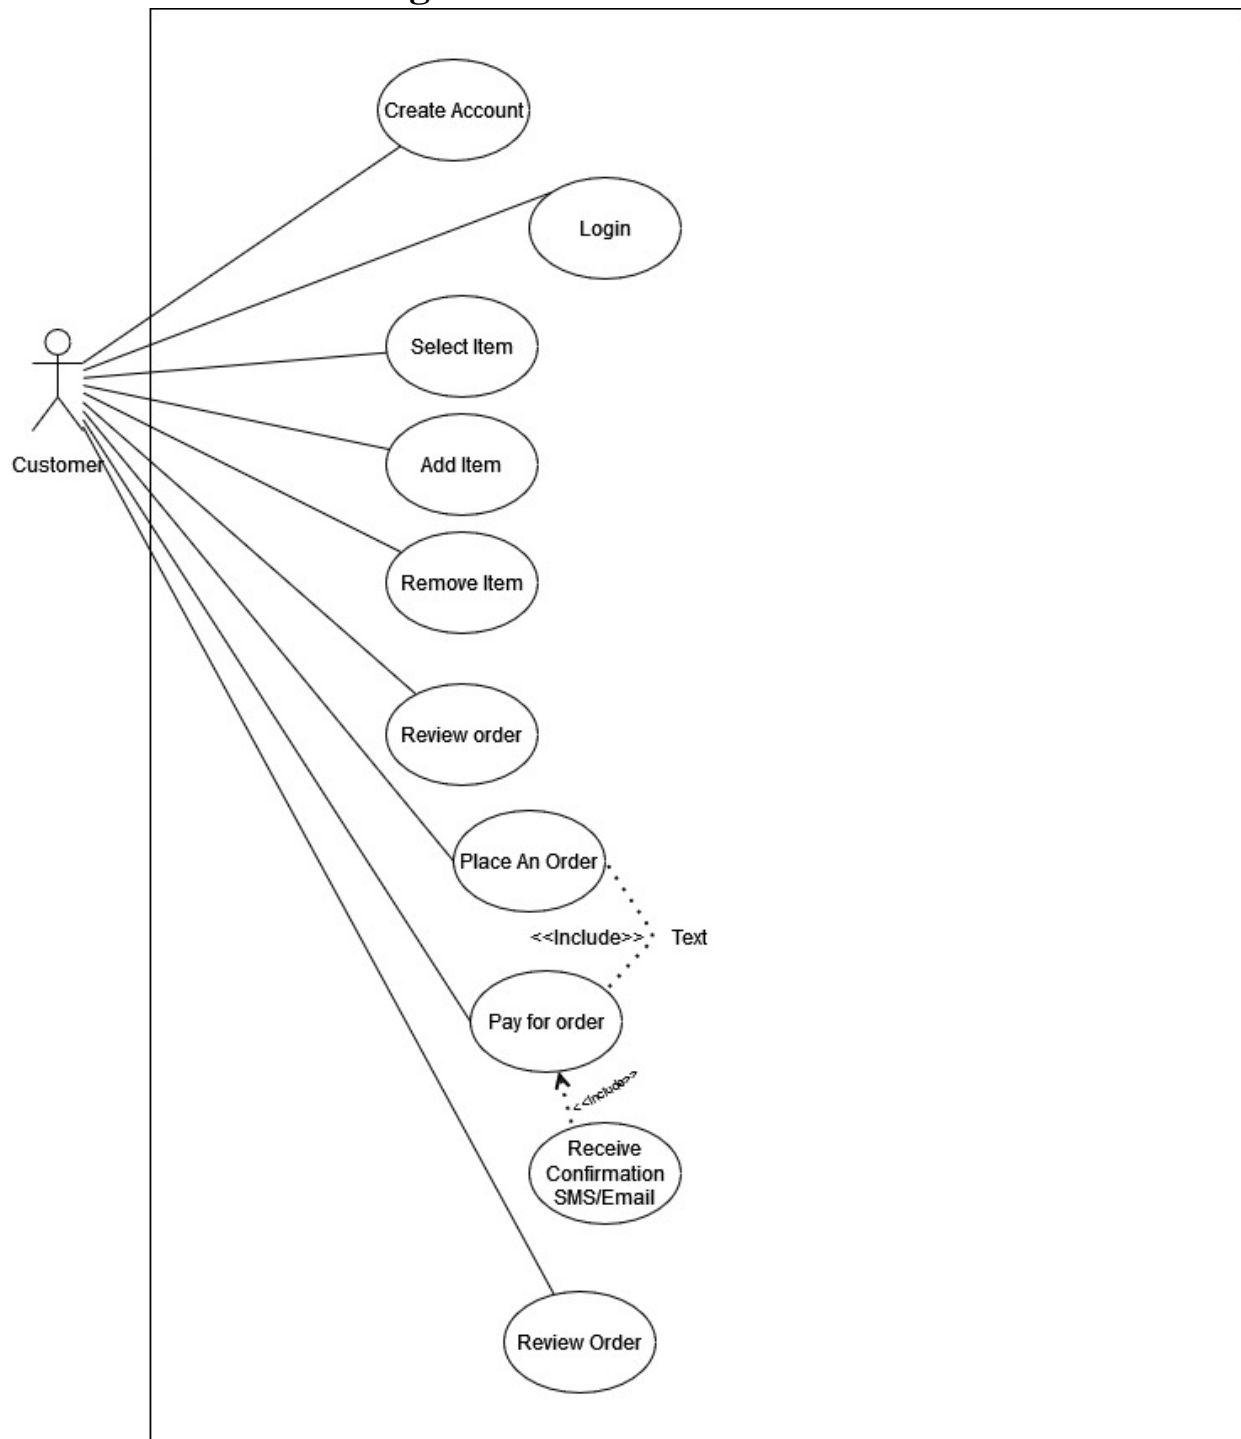 Create Account
Login
Select Item
Customer
Add Item
Remove Item
Review order
Place An Order
<<Include>> Text
Pay for order
<<Include>>
Receive
Confirmation
SMS/Email
Review Order